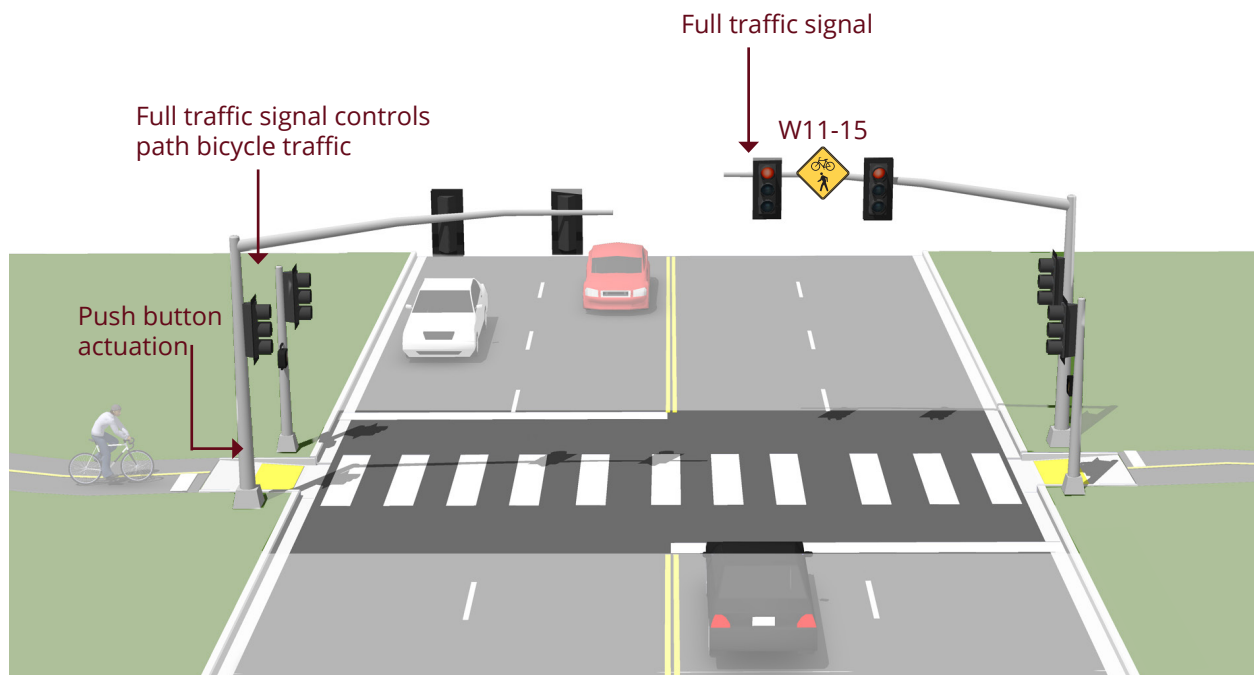 Full traffic signal
Full traffic signal controls
path bicycle traffic
W11-15
Push button
actuation